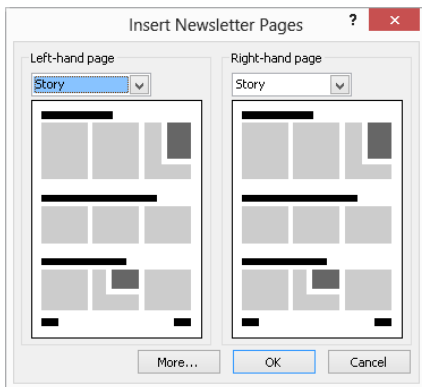 Insert Newsletter Pages ? ×
Left-hand page Right-hand page
Story Story
More... OK Cancel